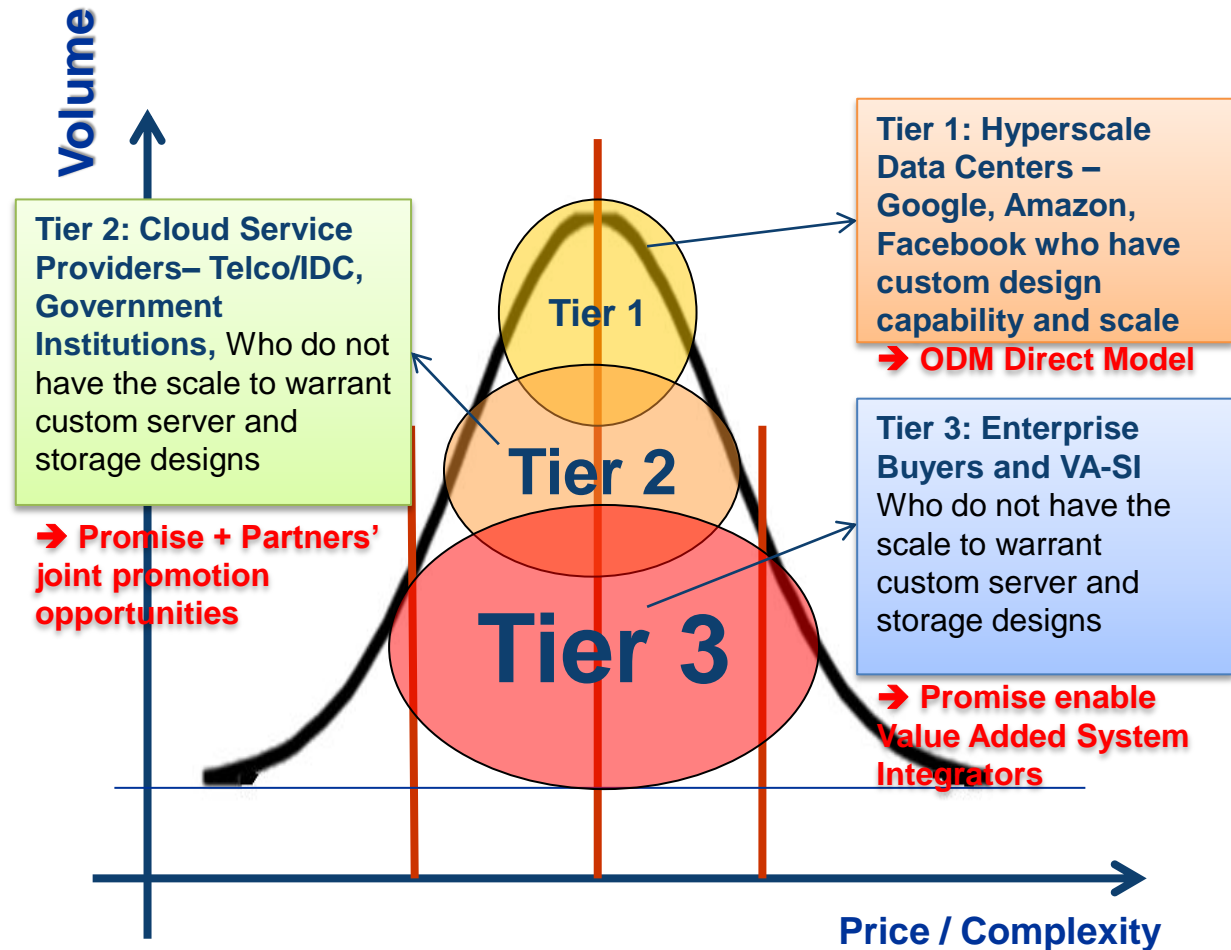 Volume
Tier 2: Cloud Service
Providers– Telco/IDC,
Government
Institutions, Who do not
have the scale to warrant
custom server and
storage designs
➔ Promise + Partners’
joint promotion
opportunities
Tier 1
Tier 2
Tier 3
Tier 1: Hyperscale
Data Centers –
Google, Amazon,
Facebook who have
custom design
capability and scale
➔ ODM Direct Model
Tier 3: Enterprise
Buyers and VA-SI
Who do not have the
scale to warrant
custom server and
storage designs
➔ Promise enable
Value Added System
Integrators
Price / Complexity